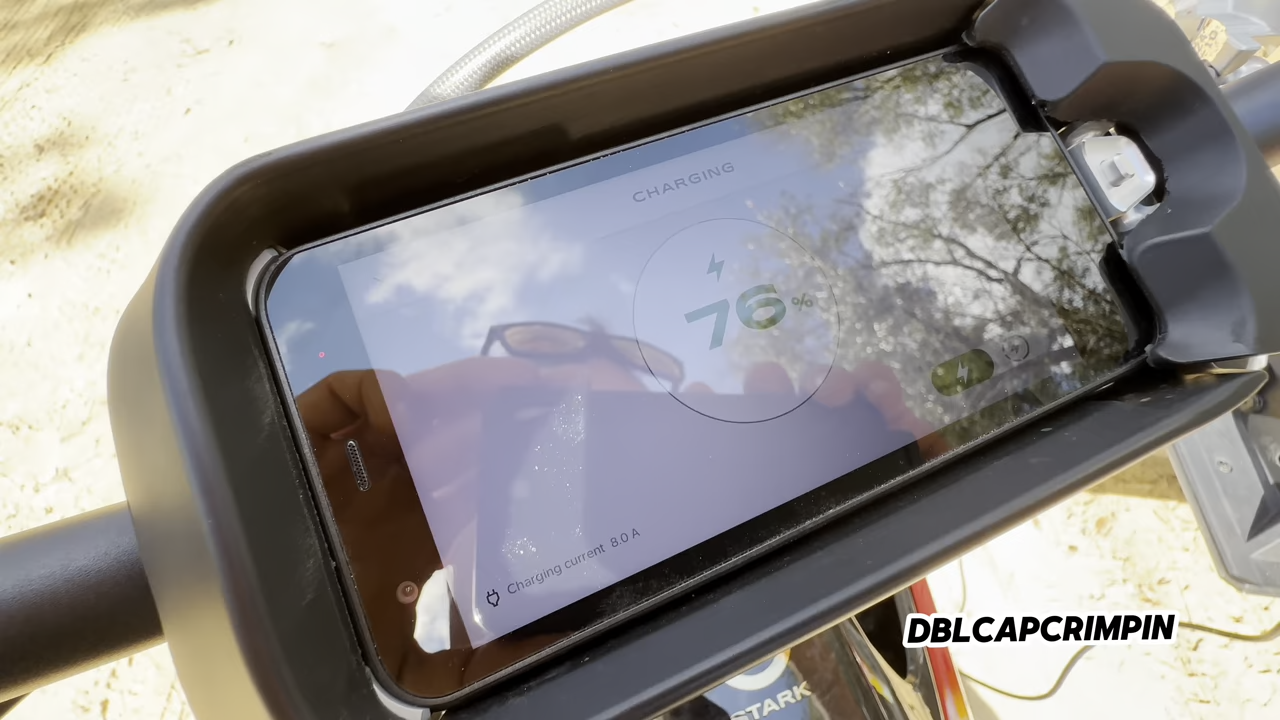 CHARGING
76%
Charging current 8.0 A
DBLCAPCRIMPIN
STARK